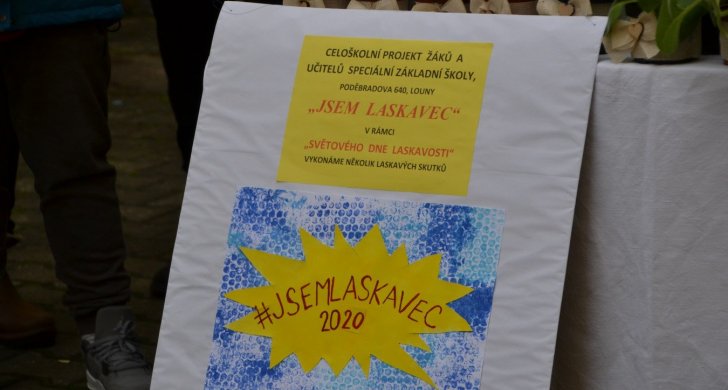 CELOŠKOLNÍ PROJEKT ŽÁKŮ A
UČITELŮ SPECIÁLNÍ ZÁKLADNÍ ŠKOLY,
PODĚBRADOVA 640, LOUNY
„JSEM LASKAVEC“
V RÁMCI
„SVĚTOVÉHO DNE LASKAVOSTI“
VYKONÁME NĚKOLIK LASKAVÝCH SKUTKŮ
#JSEMLASKAVEC
2020